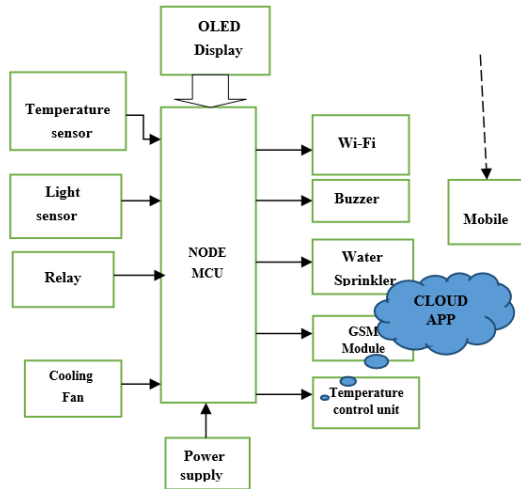 OLED
Display
Temperature
sensor
Light
sensor
Relay
Cooling
Fan
NODE
MCU
Power
supply
Wi-Fi
Buzzer
Water
Sprinkler
GSM
Module
Temperature
control unit
Mobile
CLOUD
APP